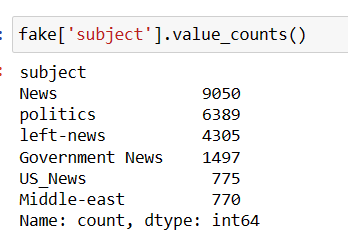 fake['subject'].value_counts()
subject
News 9050
politics 6389
left-news 4305
Government News 1497
US_News 775
Middle-east 770
Name: count, dtype: int64